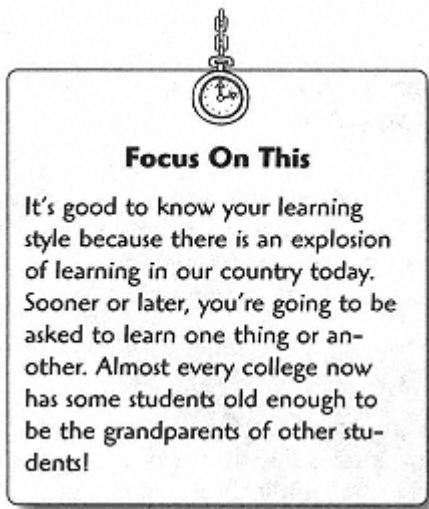 Focus On This
It's good to know your learning
style because there is an explosion
of learning in our country today.
Sooner or later, you're going to be
asked to learn one thing or an-
other. Almost every college now
has some students old enough to
be the grandparents of other stu-
dents!